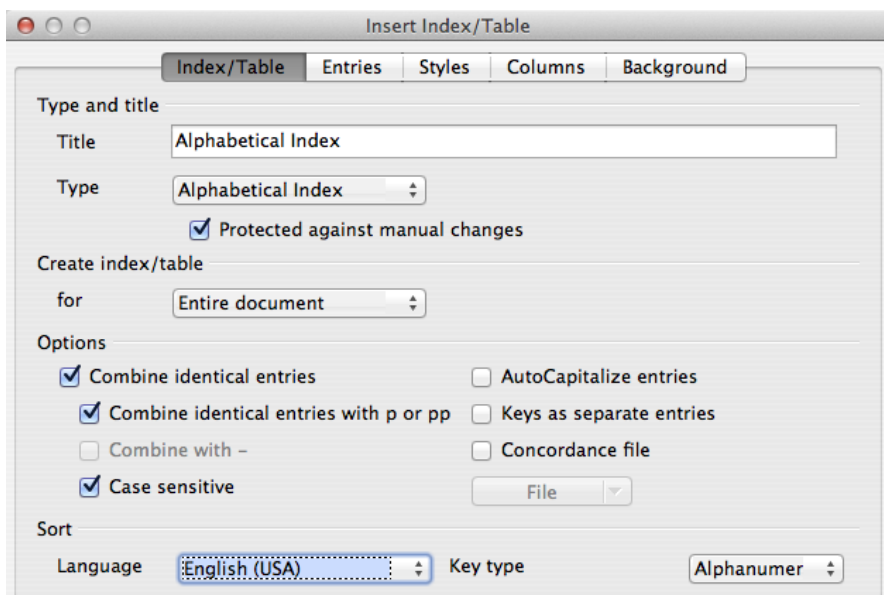 Insert Index/Table
Index/Table Entries Styles Columns Background
Type and title
Title Alphabetical Index
Type Alphabetical Index
Protected against manual changes
Create index/table
for Entire document
Options
Combine identical entries AutoCapitalize entries
Combine identical entries with p or pp Keys as separate entries
Combine with – Concordance file
Case sensitive File
Sort
Language English (USA) Key type Alphanumer